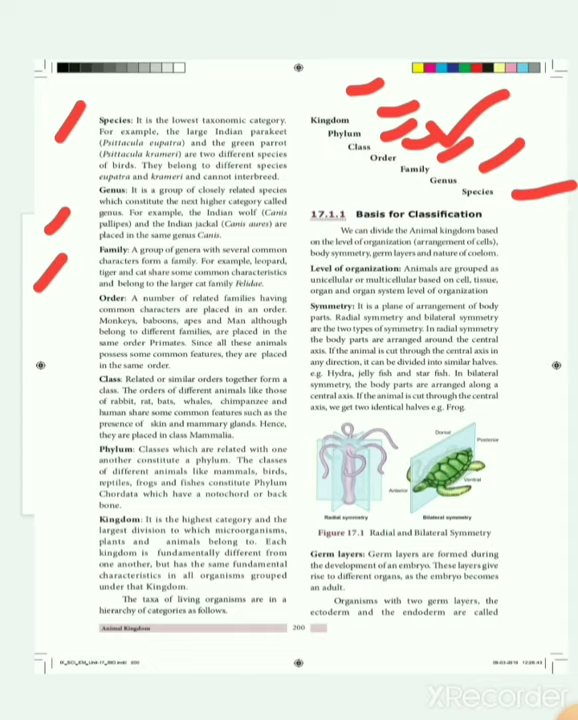 Species: It is the lowest taxonomic category.
For example, the large Indian parakeet
(Psittacula eupatra) and the green parrot
(Psittacula krameri) are two different species
of birds. They belong to different species
eupatra and krameri and cannot interbreed.
Genus: It is a group of closely related species
which constitute the next higher category called
genus. For example, the Indian wolf (Canis
pallipes) and the Indian jackal (Canis aures) are
placed in the same genus Canis.
Family: A group of genera with several common
characters form a family. For example, leopard,
tiger and cat share some common characteristics
and belong to the larger cat family Felidae.
Order: A number of related families having
common characters are placed in an order.
Monkeys, baboons, apes and Man although
belong to different families, are placed in the
same order Primates. Since all these animals
possess some common features, they are placed
in the same order.
Class: Related or similar orders together form a
class. The orders of different animals like those
of rabbit, rat, bats, whales, chimpanzee and
human share some common features such as the
presence of skin and mammary glands. Hence,
they are placed in class Mammalia.
Phylum: Classes which are related with one
another constitute a phylum. The classes
of different animals like mammals, birds,
reptiles, frogs and fishes constitute Phylum
Chordata which have a notochord or back
bone.
Kingdom: It is the highest category and the
largest division to which microorganisms,
plants and animals belong to. Each
kingdom is fundamentally different from
one another, but has the same fundamental
characteristics in all organisms grouped
under that Kingdom.
The taxa of living organisms are in a
hierarchy of categories as follows.
Kingdom
Phylum
Class
Order
Family
Genus
Species
17.1.1 Basis for Classification
We can divide the Animal kingdom based
on the level of organization (arrangement of cells),
body symmetry, germ layers and nature of coelom.
Level of organization: Animals are grouped as
unicellular or multicellular based on cell, tissue,
organ and organ system level of organization
Symmetry: It is a plane of arrangement of body
parts. Radial symmetry and bilateral symmetry
are the two types of symmetry. In radial symmetry
the body parts are arranged around the central
axis. If the animal is cut through the central axis in
any direction, it can be divided into similar halves.
e.g. Hydra, jelly fish and star fish. In bilateral
symmetry, the body parts are arranged along a
central axis. If the animal is cut through the central
axis, we get two identical halves e.g. Frog.
Dorsal
Posterior
Ventral
Anterior
Radial symmetry
Bilateral symmetry
Figure 17.1 Radial and Bilateral Symmetry
Germ layers: Germ layers are formed during
the development of an embryo. These layers give
rise to different organs, as the embryo becomes
an adult.
Organisms with two germ layers, the
ectoderm and the endoderm are called
Animal Kingdom
200
XRecorder